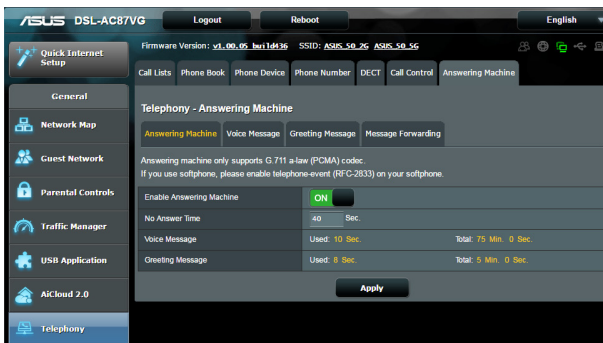 ASUS DSL-AC87VG Logout Reboot English
Quick Internet Setup
Firmware Version: v1.00.05_build436 SSID: ASUS_50_2G ASUS_50_5G
Call Lists Phone Book Phone Device Phone Number DECT Call Control Answering Machine
General
Network Map
Guest Network
Parental Controls
Traffic Manager
USB Application
AiCloud 2.0
Telephony
Telephony - Answering Machine
Answering Machine Voice Message Greeting Message Message Forwarding
Answering machine only supports G.711 a-law (PCMA) codec.
If you use softphone, please enable telephone-event (RFC-2833) on your softphone.
Enable Answering Machine ON
No Answer Time 40 Sec.
Voice Message Used: 10 Sec. Total: 75 Min. 0 Sec.
Greeting Message Used: 8 Sec. Total: 5 Min. 0 Sec.
Apply